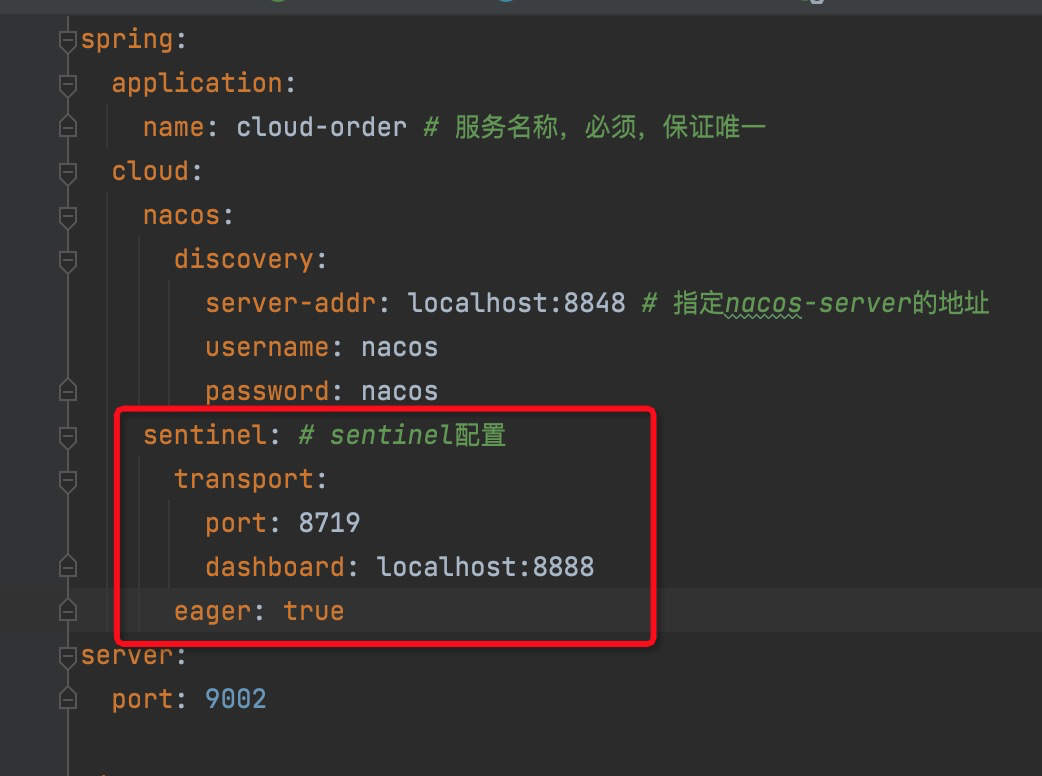 spring:
  application:
    name: cloud-order # 服务名称，必须，保证唯一
  cloud:
    nacos:
      discovery:
        server-addr: localhost:8848 # 指定nacos-server的地址
        username: nacos
        password: nacos
    sentinel: # sentinel配置
      transport:
        port: 8719
        dashboard: localhost:8888
      eager: true
server:
  port: 9002